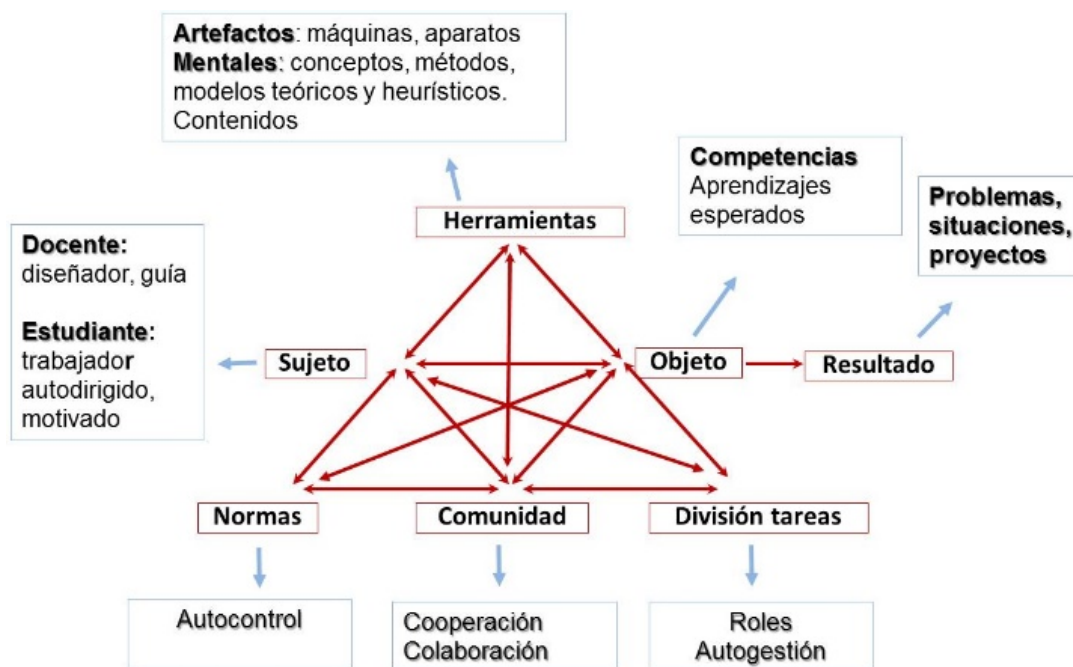 Artefactos: máquinas, aparatos
Mentales: conceptos, métodos,
modelos teóricos y heurísticos.
Contenidos
Competencias
Aprendizajes
esperados
Problemas,
situaciones,
proyectos
Herramientas
Docente:
diseñador, guía
Estudiante:
trabajador
autodirigido,
motivado
Sujeto
Objeto
Resultado
Normas
Comunidad
División tareas
Autocontrol
Cooperación
Colaboración
Roles
Autogestión